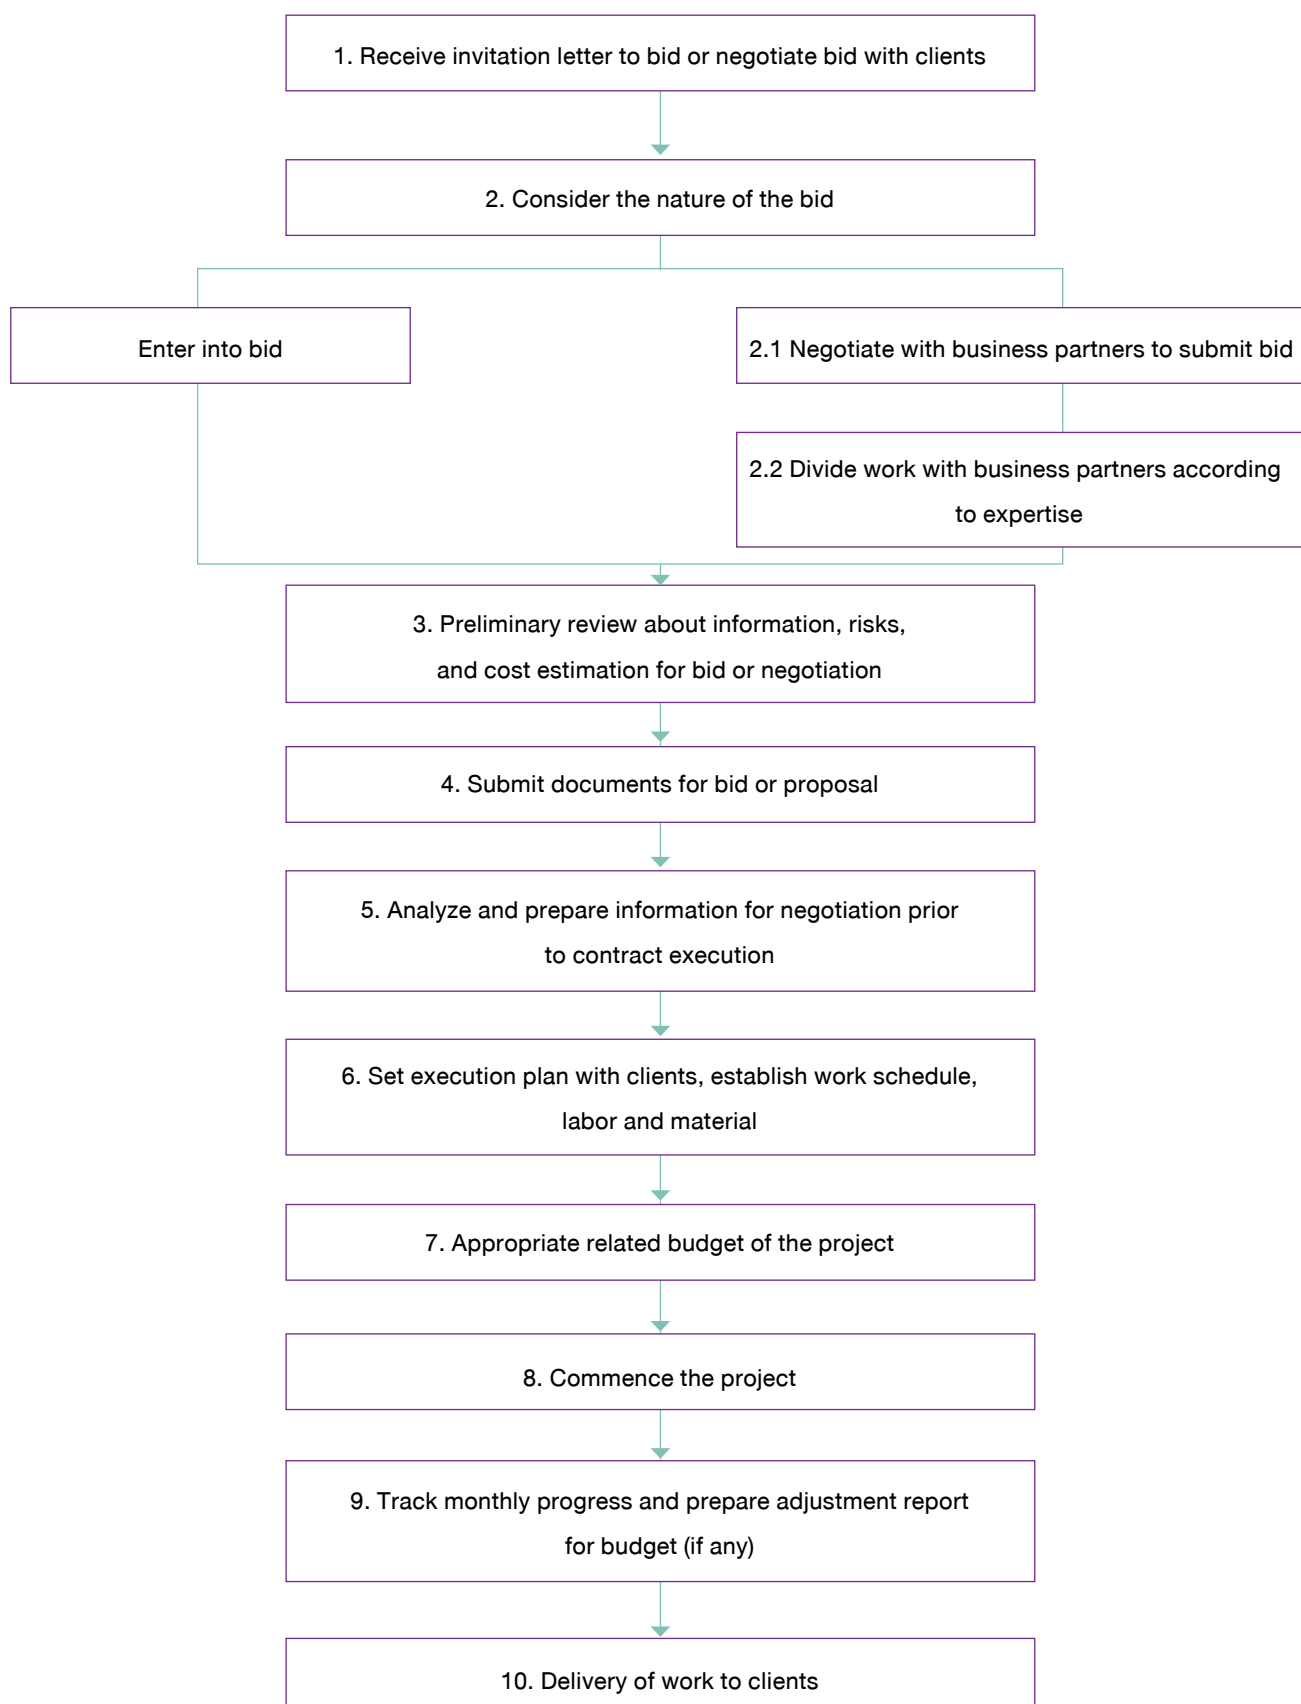 1. Receive invitation letter to bid or negotiate bid with clients
2. Consider the nature of the bid
Enter into bid
2.1 Negotiate with business partners to submit bid
2.2 Divide work with business partners according
to expertise
3. Preliminary review about information, risks,
and cost estimation for bid or negotiation
4. Submit documents for bid or proposal
5. Analyze and prepare information for negotiation prior
to contract execution
6. Set execution plan with clients, establish work schedule,
labor and material
7. Appropriate related budget of the project
8. Commence the project
9. Track monthly progress and prepare adjustment report
for budget (if any)
10. Delivery of work to clients